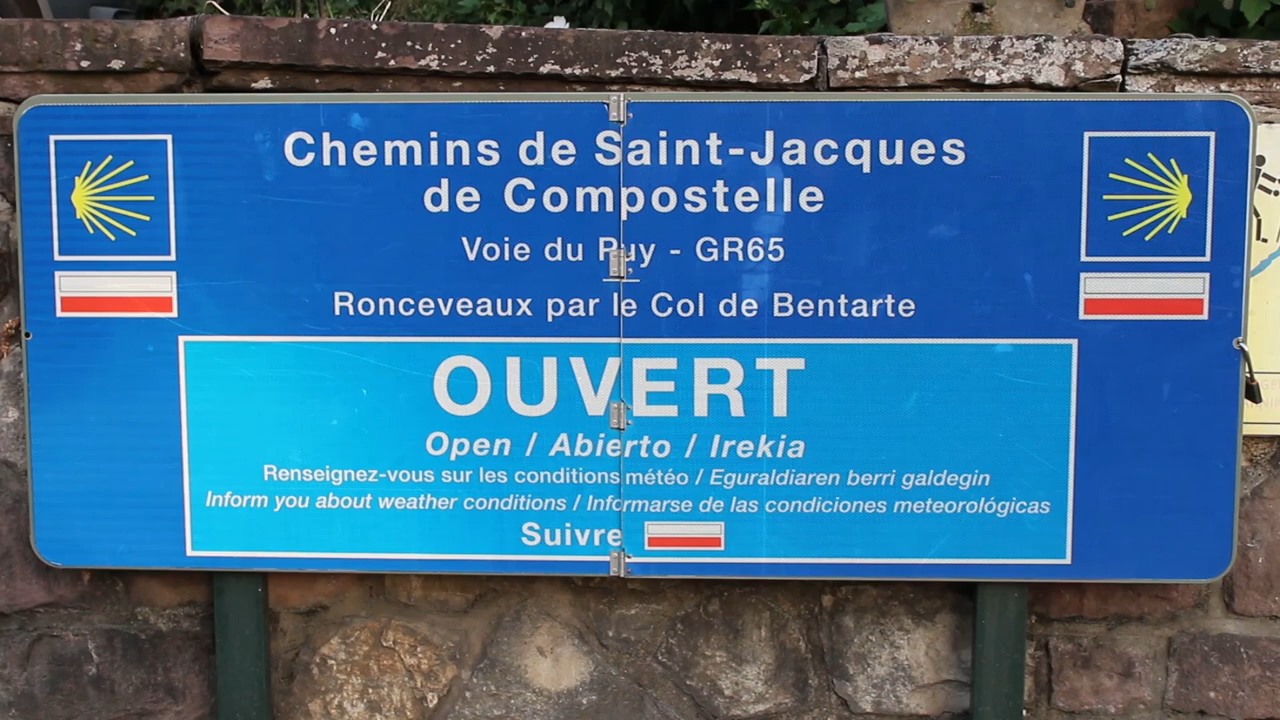 Chemins de Saint-Jacques
de Compostelle
Voie du Puy - GR65
Ronceveaux par le Col de Bentarte
OUVERT
Open / Abierto / Irekia
Renseignez-vous sur les conditions météo / Eguraldiaren berri galdegin
Inform you about weather conditions / Informarse de las condiciones meteorológicas
Suivre